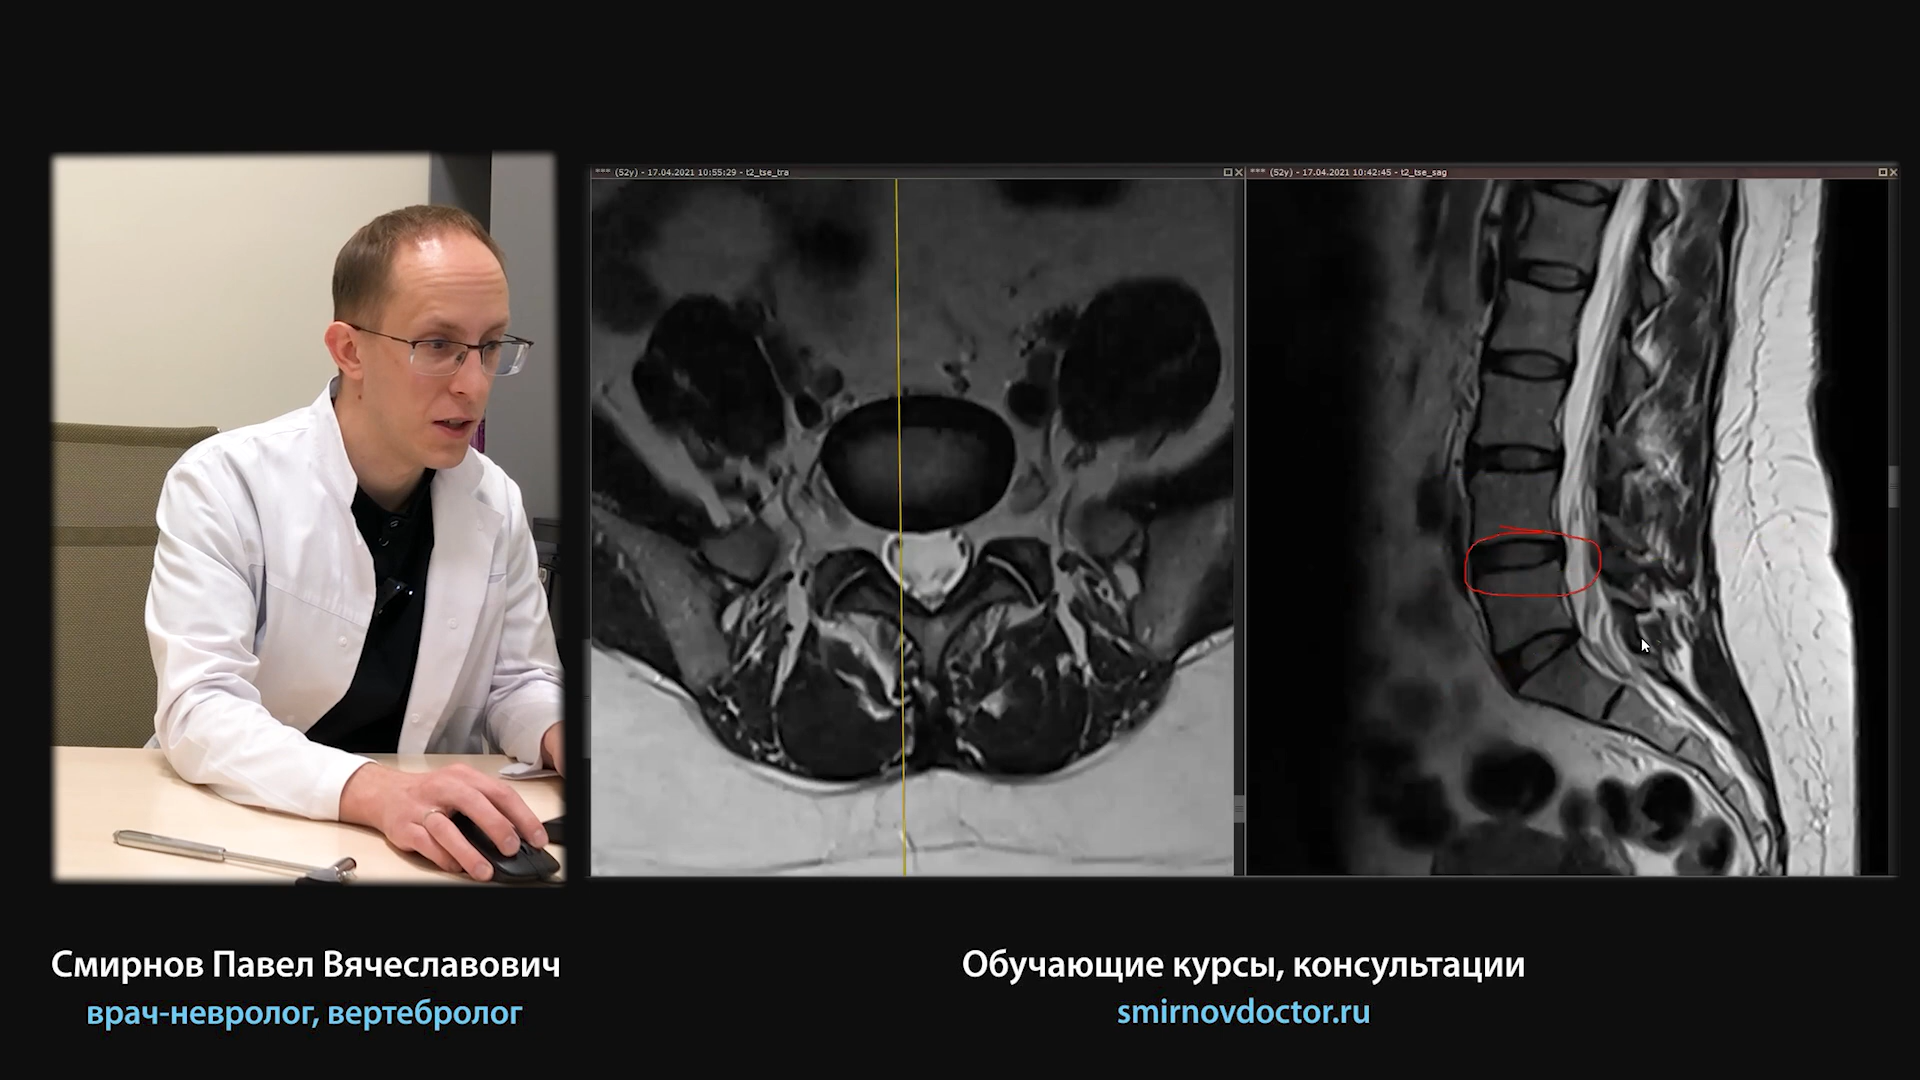 *** (52y) - 17.04.2021 10:55:29 - t2_tse_tra
*** (52y) - 17.04.2021 10:42:45 - t2_tse_sag
Смирнов Павел Вячеславович
врач-невролог, вертебролог
Обучающие курсы, консультации
smirnovdoctor.ru